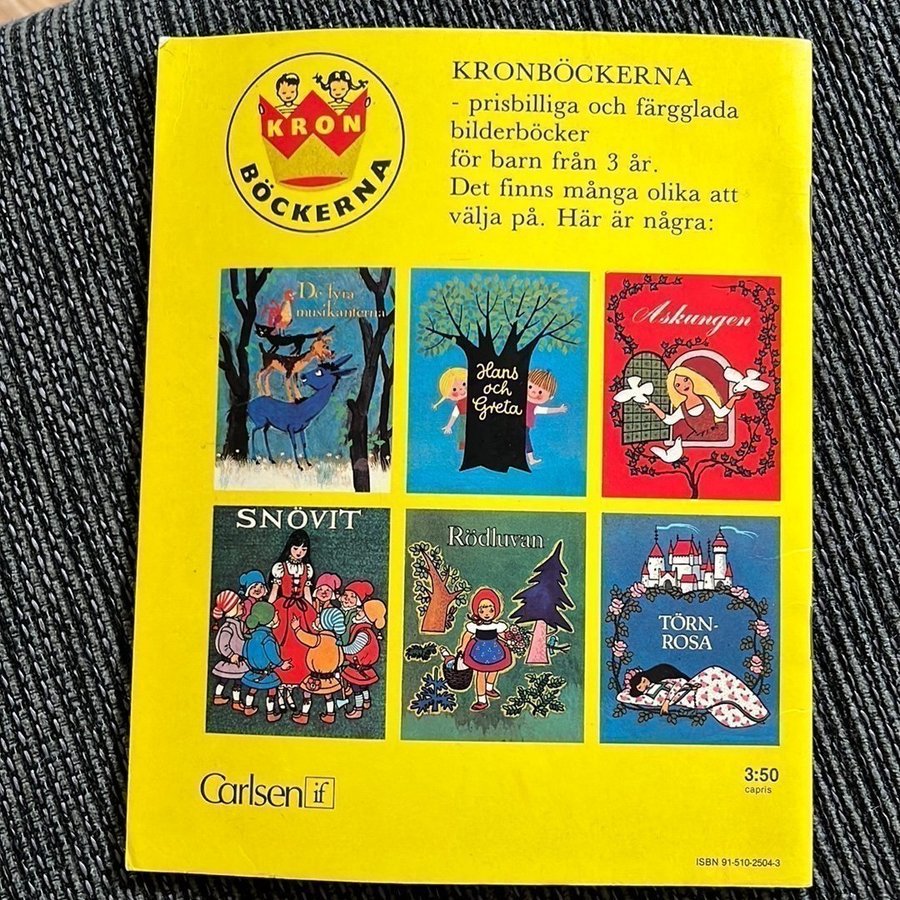 KRON
BÖCKERNA
KRONBÖCKERNA
- prisbilliga och färgglada
bilderböcker
för barn från 3 år.
Det finns många olika att
välja på. Här är några:
De fyra
musikanterna
Hans
och
Greta
Askungen
SNÖVIT
Rödluvan
TÖRN-
ROSA
Carlsen if
3:50
capris
ISBN 91-510-2504-3